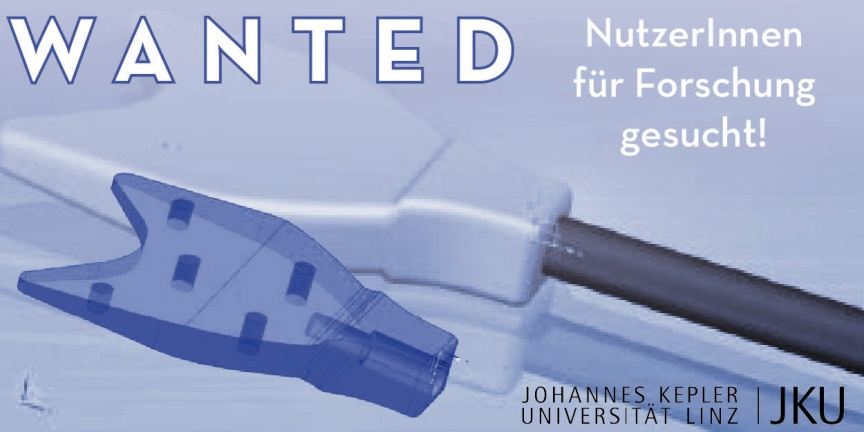 WANTED
NutzerInnen
für Forschung
gesucht!
JOHANNES KEPLER
UNIVERSITÄT LINZ
JKU